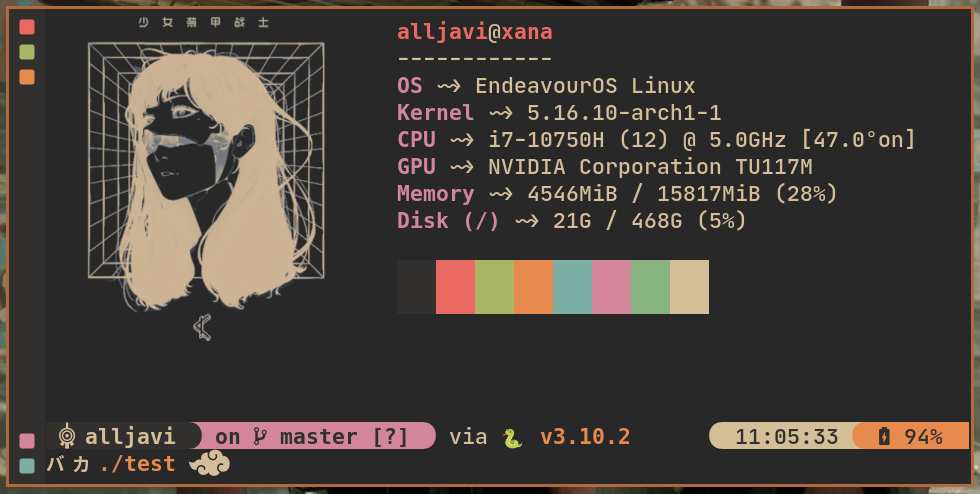 少女装甲战士
alljavi@xana
------------
OS ~> EndeavourOS Linux
Kernel ~> 5.16.10-arch1-1
CPU ~> i7-10750H (12) @ 5.0GHz [47.0°on]
GPU ~> NVIDIA Corporation TU117M
Memory ~> 4546MiB / 15817MiB (28%)
Disk (/) ~> 21G / 468G (5%)
alljavi on master [?] via 🐍 v3.10.2 11:05:33 94%
バカ./test